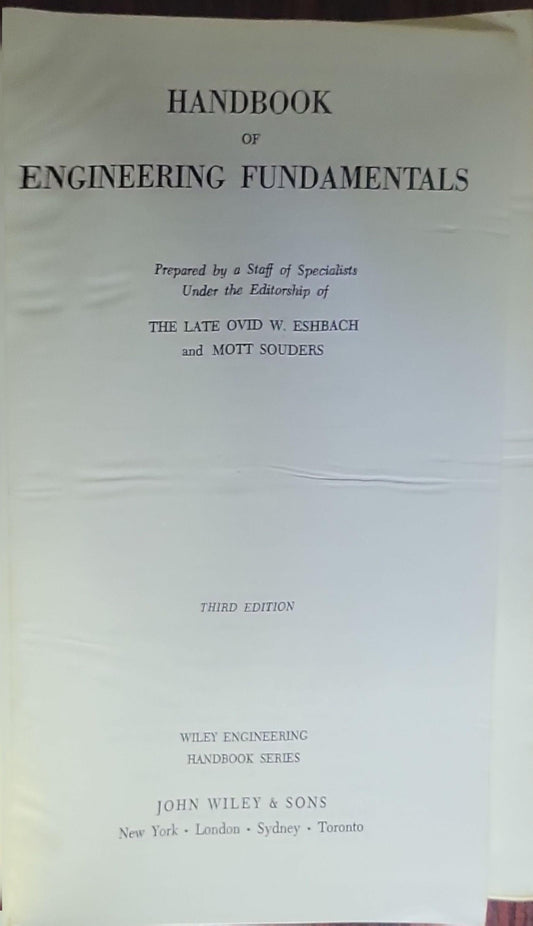 HANDBOOK
OF
ENGINEERING FUNDAMENTALS
Prepared by a Staff of Specialists
Under the Editorship of
THE LATE OVID W. ESHBACH
and MOTT SOUDERS
THIRD EDITION
WILEY ENGINEERING
HANDBOOK SERIES
JOHN WILEY & SONS
New York · London · Sydney · Toronto